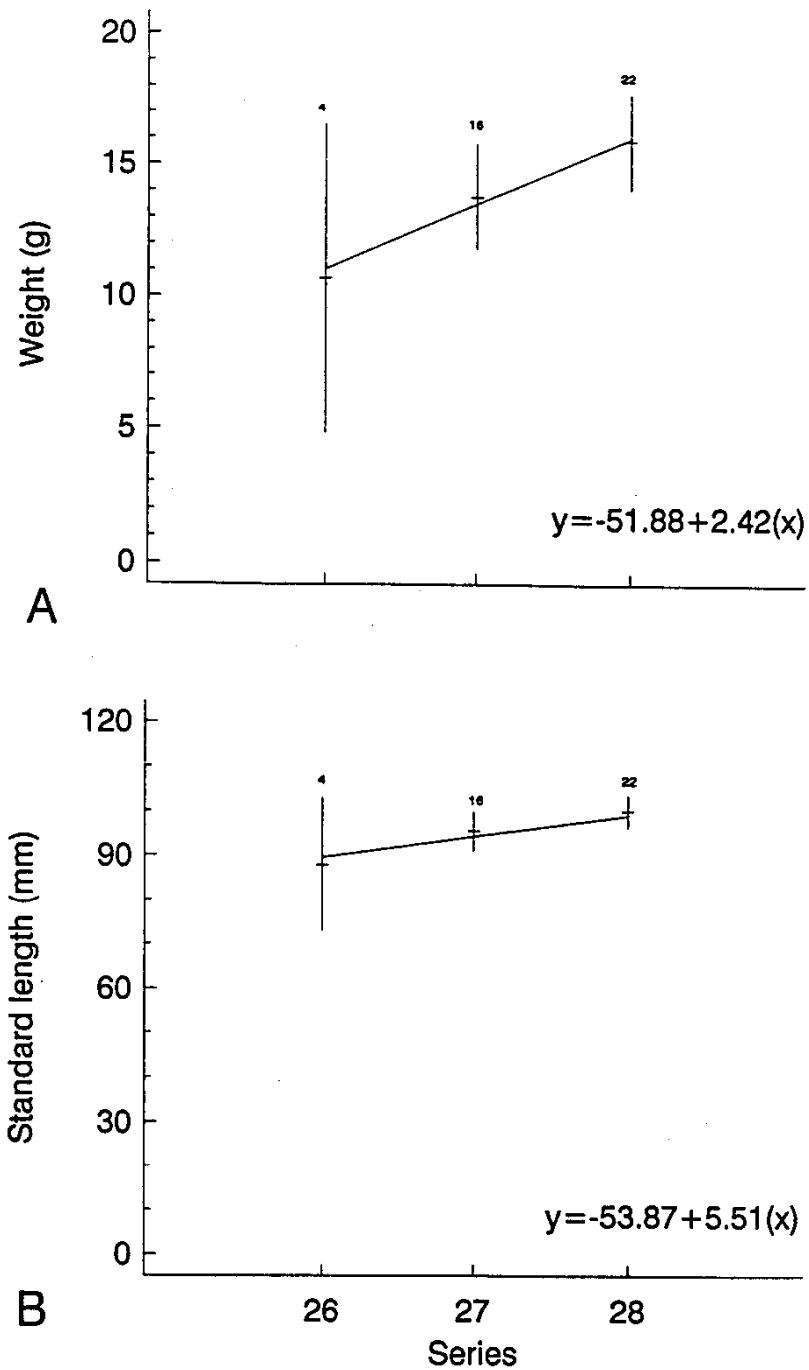 20
15
10
5
0
Weight (g)
4
16
22
y=-51.88+2.42(x)
A
120
90
60
30
0
Standard length (mm)
4
16
22
y=-53.87+5.51(x)
B
26 27 28
Series